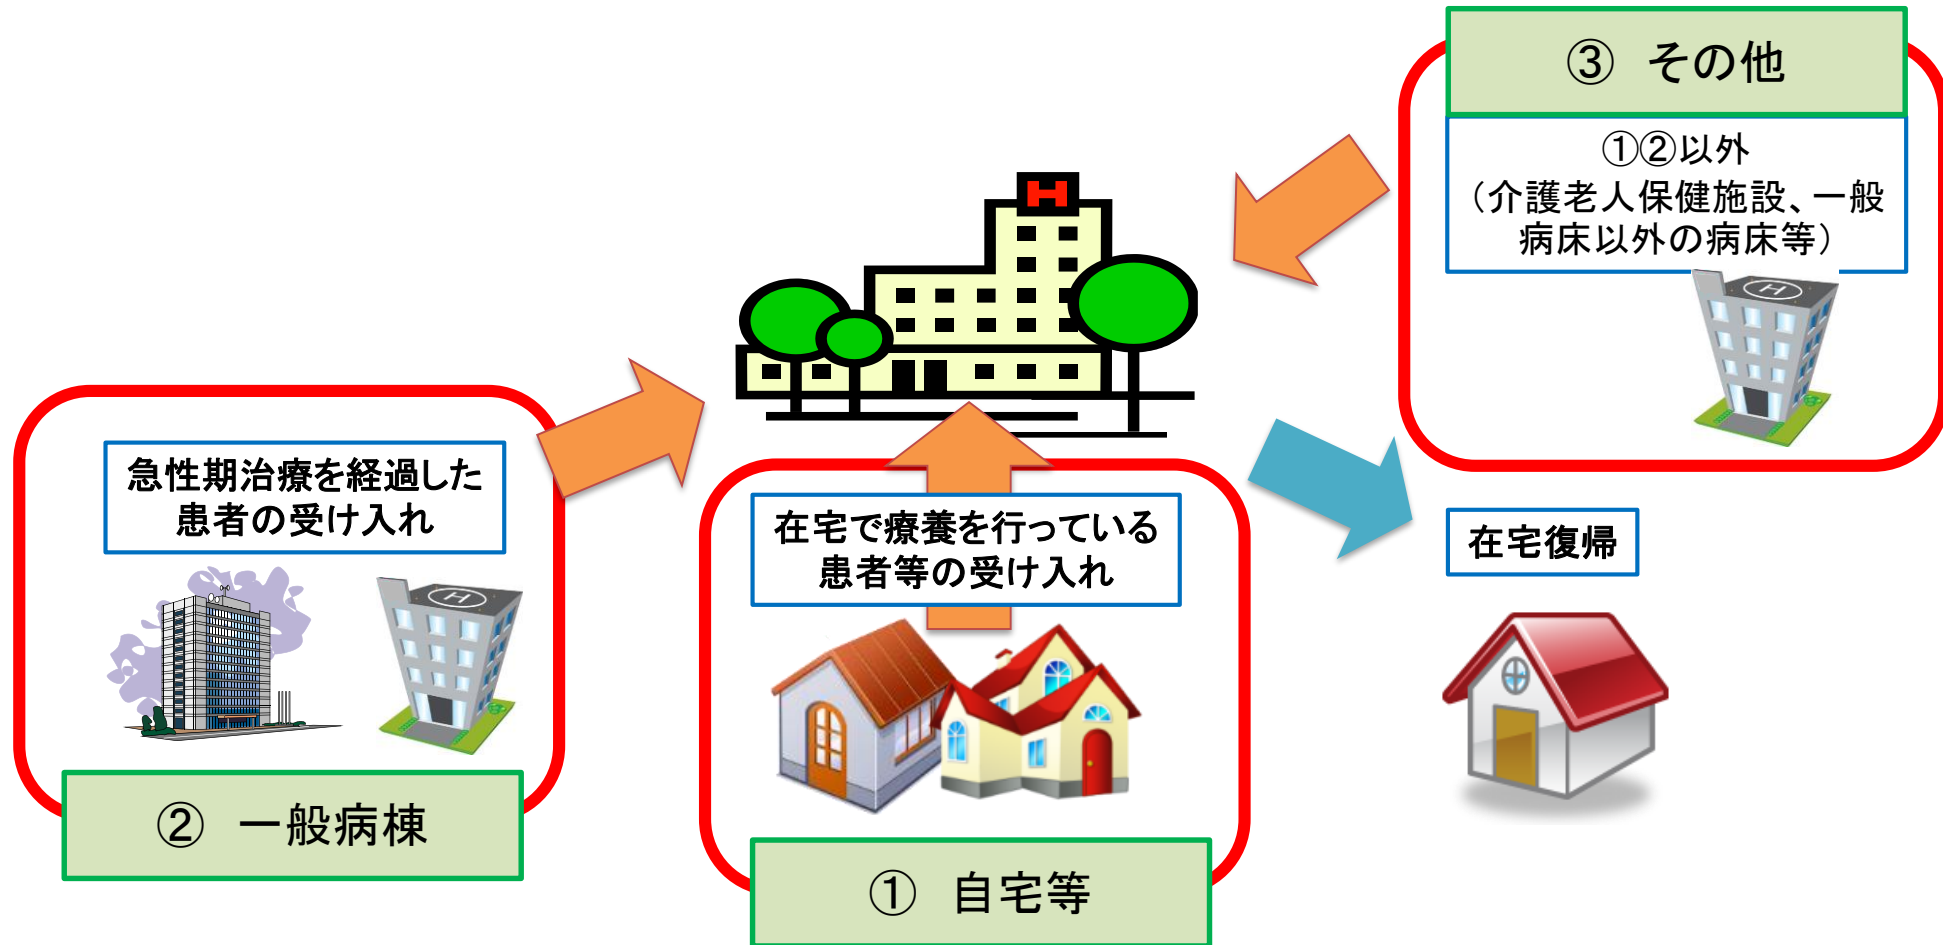 ③ その他
①②以外
（介護老人保健施設、一般
病床以外の病床等）
急性期治療を経過した
患者の受け入れ
② 一般病棟
在宅で療養を行っている
患者等の受け入れ
① 自宅等
在宅復帰
H
H
H